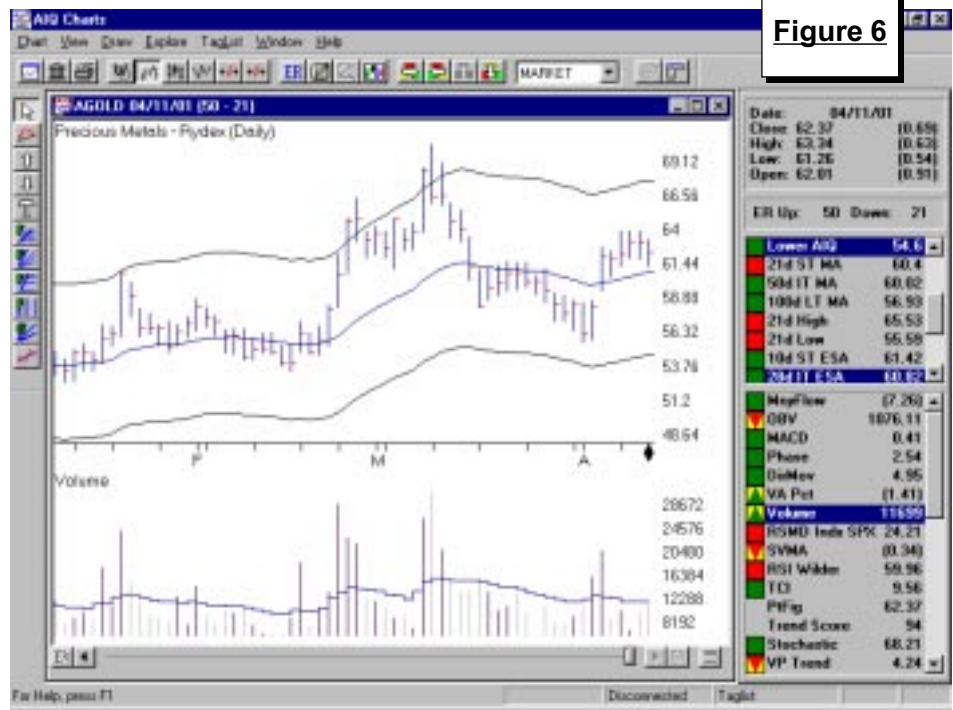 Figure 6
AIQ Charts
Chart View Draw Explore TagList Window Help
ER
MARKET
AGOLD 04/11/01 (50 - 21)
Precious Metals - Rydex (Daily)
69.12
66.56
64
61.44
58.88
56.32
53.76
51.2
48.64
F M A
Volume
28672
24576
20480
16384
12288
8192
Date: 04/11/01
Close: 62.37 (0.69)
High: 63.34 (0.63)
Low: 61.26 (0.54)
Open: 62.01 (0.91)
ER Up: 50 Down: 21
Lower AIQ 54.6
21d ST MA 60.4
50d IT MA 60.02
100d LT MA 56.93
21d High 65.53
21d Low 55.59
10d ST ESA 61.42
28d IT ESA 60.82
MnyFlow (7.26)
OBV 1076.11
MACD 0.41
Phase 2.54
DirMov 4.95
VA Pct (1.41)
Volume 11699
RSMD Indx SPX 24.21
SVMA (0.34)
RSI Wilder 59.96
TCI 9.56
PtFig 62.37
Trend Score 94
Stochastic 68.21
VP Trend 4.24
For Help, press F1
Disconnected
Taglist